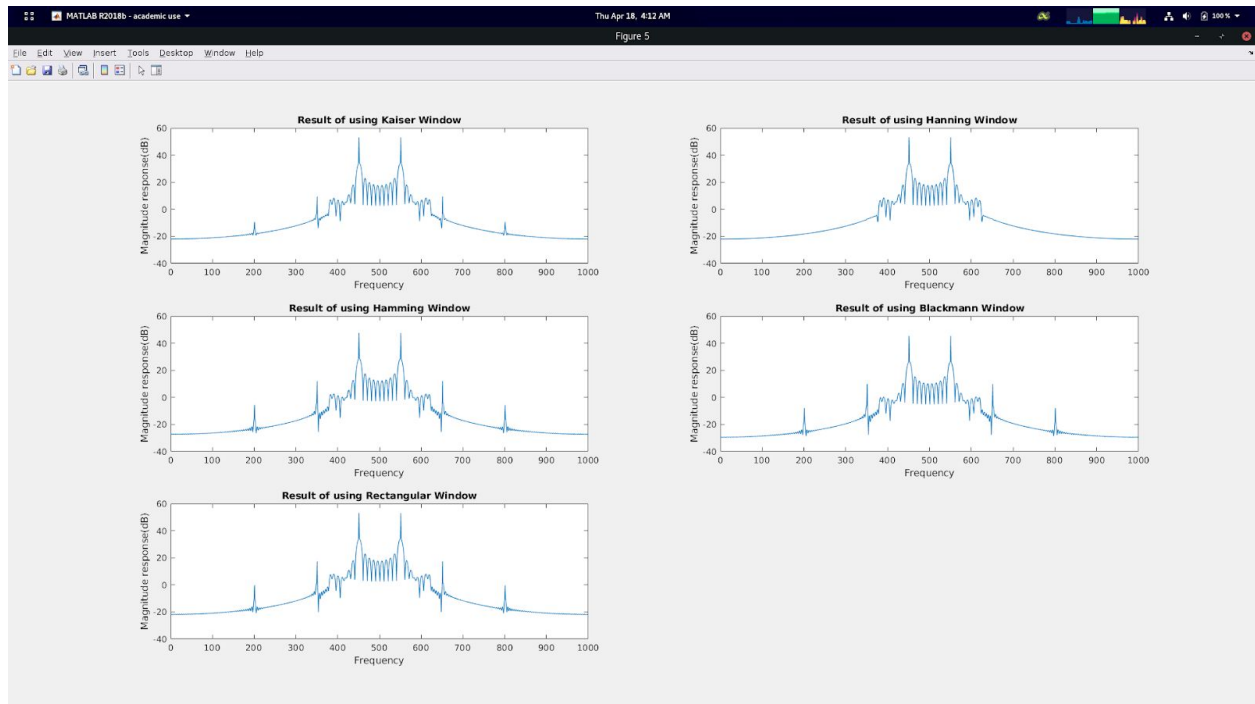 MATLAB R2018b - academic use
Thu Apr 18, 4:12 AM
100 %
Figure 5
File Edit View Insert Tools Desktop Window Help
Result of using Kaiser Window
Magnitude response(dB)
60
40
20
0
-20
-40
0 100 200 300 400 500 600 700 800 900 1000
Frequency
Result of using Hanning Window
Magnitude response(dB)
60
40
20
0
-20
-40
0 100 200 300 400 500 600 700 800 900 1000
Frequency
Result of using Hamming Window
Magnitude response(dB)
60
40
20
0
-20
-40
0 100 200 300 400 500 600 700 800 900 1000
Frequency
Result of using Blackmann Window
Magnitude response(dB)
60
40
20
0
-20
-40
0 100 200 300 400 500 600 700 800 900 1000
Frequency
Result of using Rectangular Window
Magnitude response(dB)
60
40
20
0
-20
-40
0 100 200 300 400 500 600 700 800 900 1000
Frequency